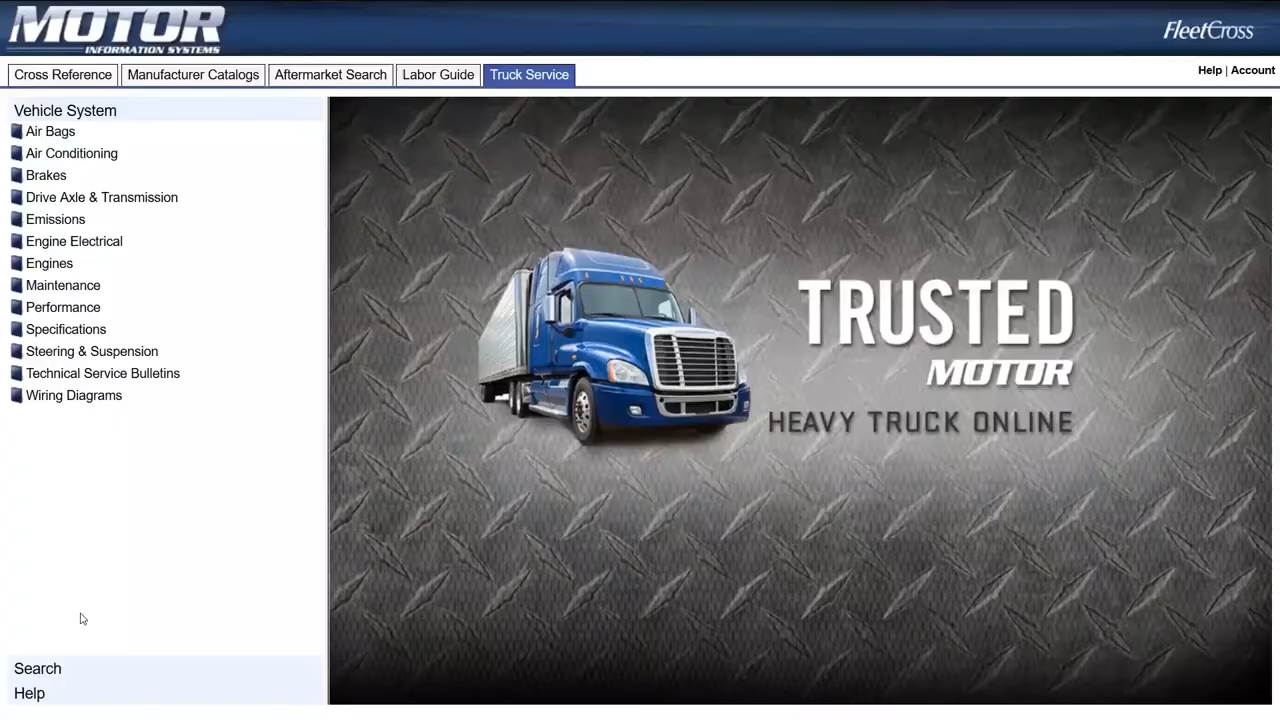 MOTOR
INFORMATION SYSTEMS
FleetCross
Cross Reference
Manufacturer Catalogs
Aftermarket Search
Labor Guide
Truck Service
Help | Account
Vehicle System
Air Bags
Air Conditioning
Brakes
Drive Axle & Transmission
Emissions
Engine Electrical
Engines
Maintenance
Performance
Specifications
Steering & Suspension
Technical Service Bulletins
Wiring Diagrams
Search
Help
TRUSTED
MOTOR
HEAVY TRUCK ONLINE